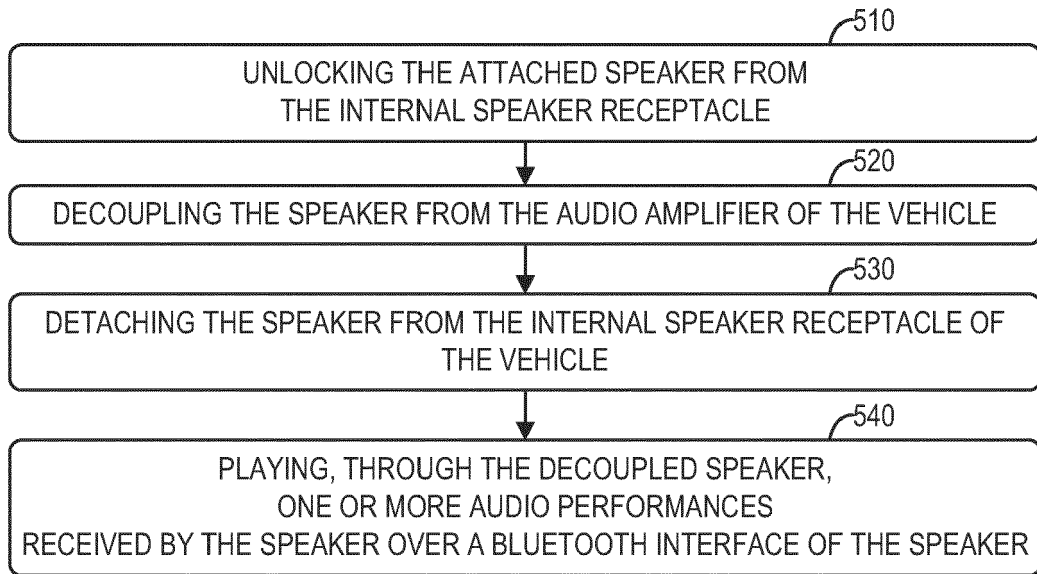 510
UNLOCKING THE ATTACHED SPEAKER FROM
THE INTERNAL SPEAKER RECEPTACLE
520
DECOUPLING THE SPEAKER FROM THE AUDIO AMPLIFIER OF THE VEHICLE
530
DETACHING THE SPEAKER FROM THE INTERNAL SPEAKER RECEPTACLE OF
THE VEHICLE
540
PLAYING, THROUGH THE DECOUPLED SPEAKER,
ONE OR MORE AUDIO PERFORMANCES
RECEIVED BY THE SPEAKER OVER A BLUETOOTH INTERFACE OF THE SPEAKER